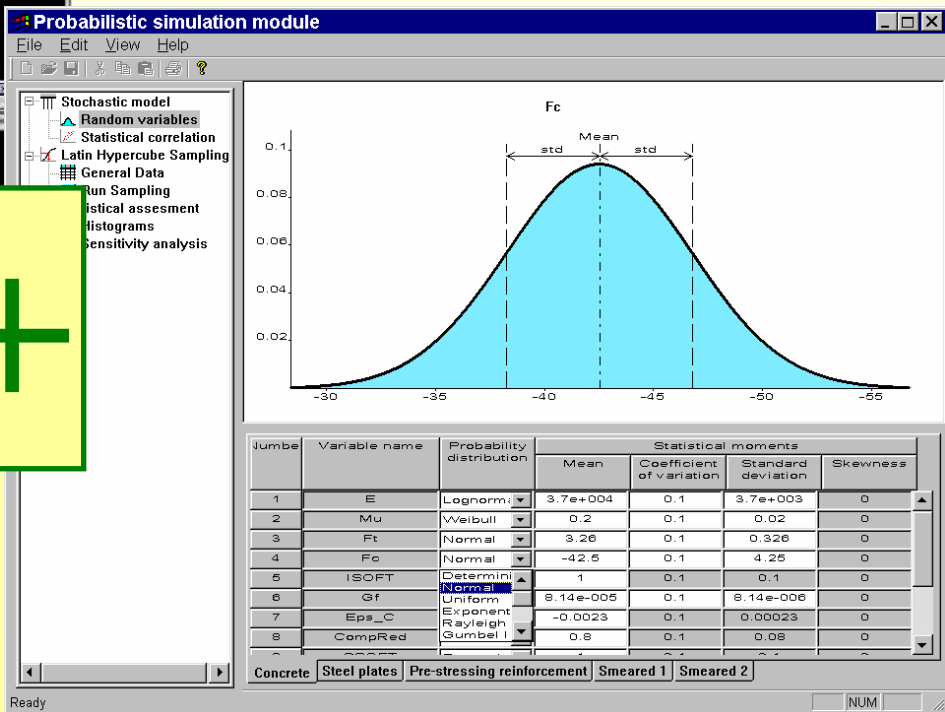 Probabilistic simulation module
File Edit View Help
Stochastic model
Random variables
Statistical correlation
Latin Hypercube Sampling
General Data
Run Sampling
istical assesment
Histograms
Sensitivity analysis
+
Fc
Mean
std std
0.1
0.08
0.06
0.04
0.02
-30 -35 -40 -45 -50 -55
Numbe Variable name Probability distribution Statistical moments
Mean Coefficient of variation Standard deviation Skewness
1 E Lognorm 3.7e+004 0.1 3.7e+003 0
2 Mu Weibull 0.2 0.1 0.02 0
3 Ft Normal 3.26 0.1 0.326 0
4 Fc Normal -42.5 0.1 4.25 0
5 ISOFT Determini 1 0.1 0.1 0
Normal
6 Gf Uniform 8.14e-005 0.1 8.14e-006 0
7 Eps_C Exponent -0.0023 0.1 0.00023 0
Rayleigh
8 CompRed Gumbel I 0.8 0.1 0.08 0
Concrete Steel plates Pre-stressing reinforcement Smeared 1 Smeared 2
Ready NUM